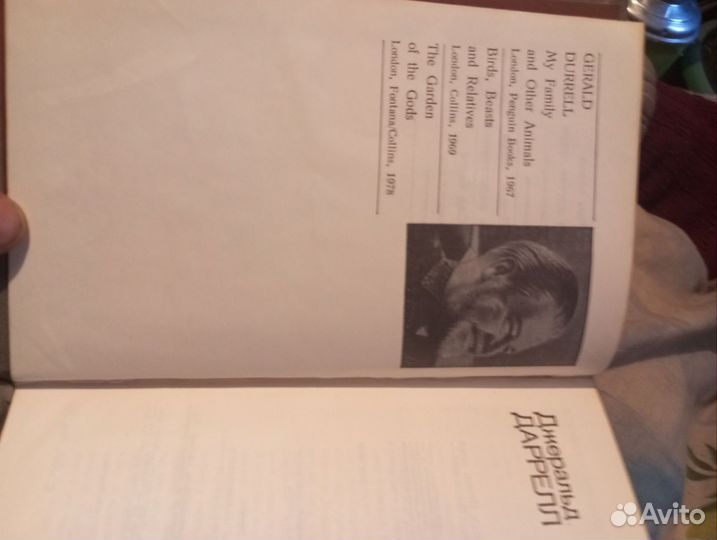 GERALD
DURRELL
My Family
and Other Animals
London, Penguin Books, 1967
Birds, Beasts
and Relatives
London, Collins, 1969
The Garden
of the Gods
London, Fontana/Collins, 1978
Джеральд
ДАРРЕЛЛ
Avito